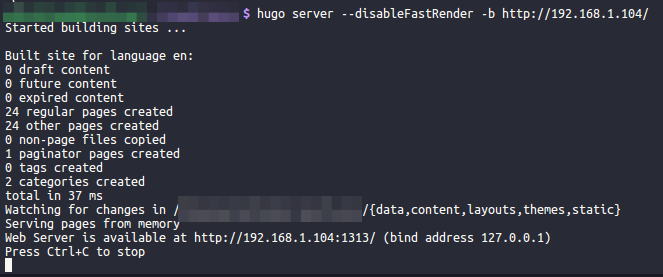 $ hugo server --disableFastRender -b http://192.168.1.104/
Started building sites ...
Built site for language en:
0 draft content
0 future content
0 expired content
24 regular pages created
24 other pages created
0 non-page files copied
1 paginator pages created
0 tags created
2 categories created
total in 37 ms
Watching for changes in / /{data,content,layouts,themes,static}
Serving pages from memory
Web Server is available at http://192.168.1.104:1313/ (bind address 127.0.0.1)
Press Ctrl+C to stop